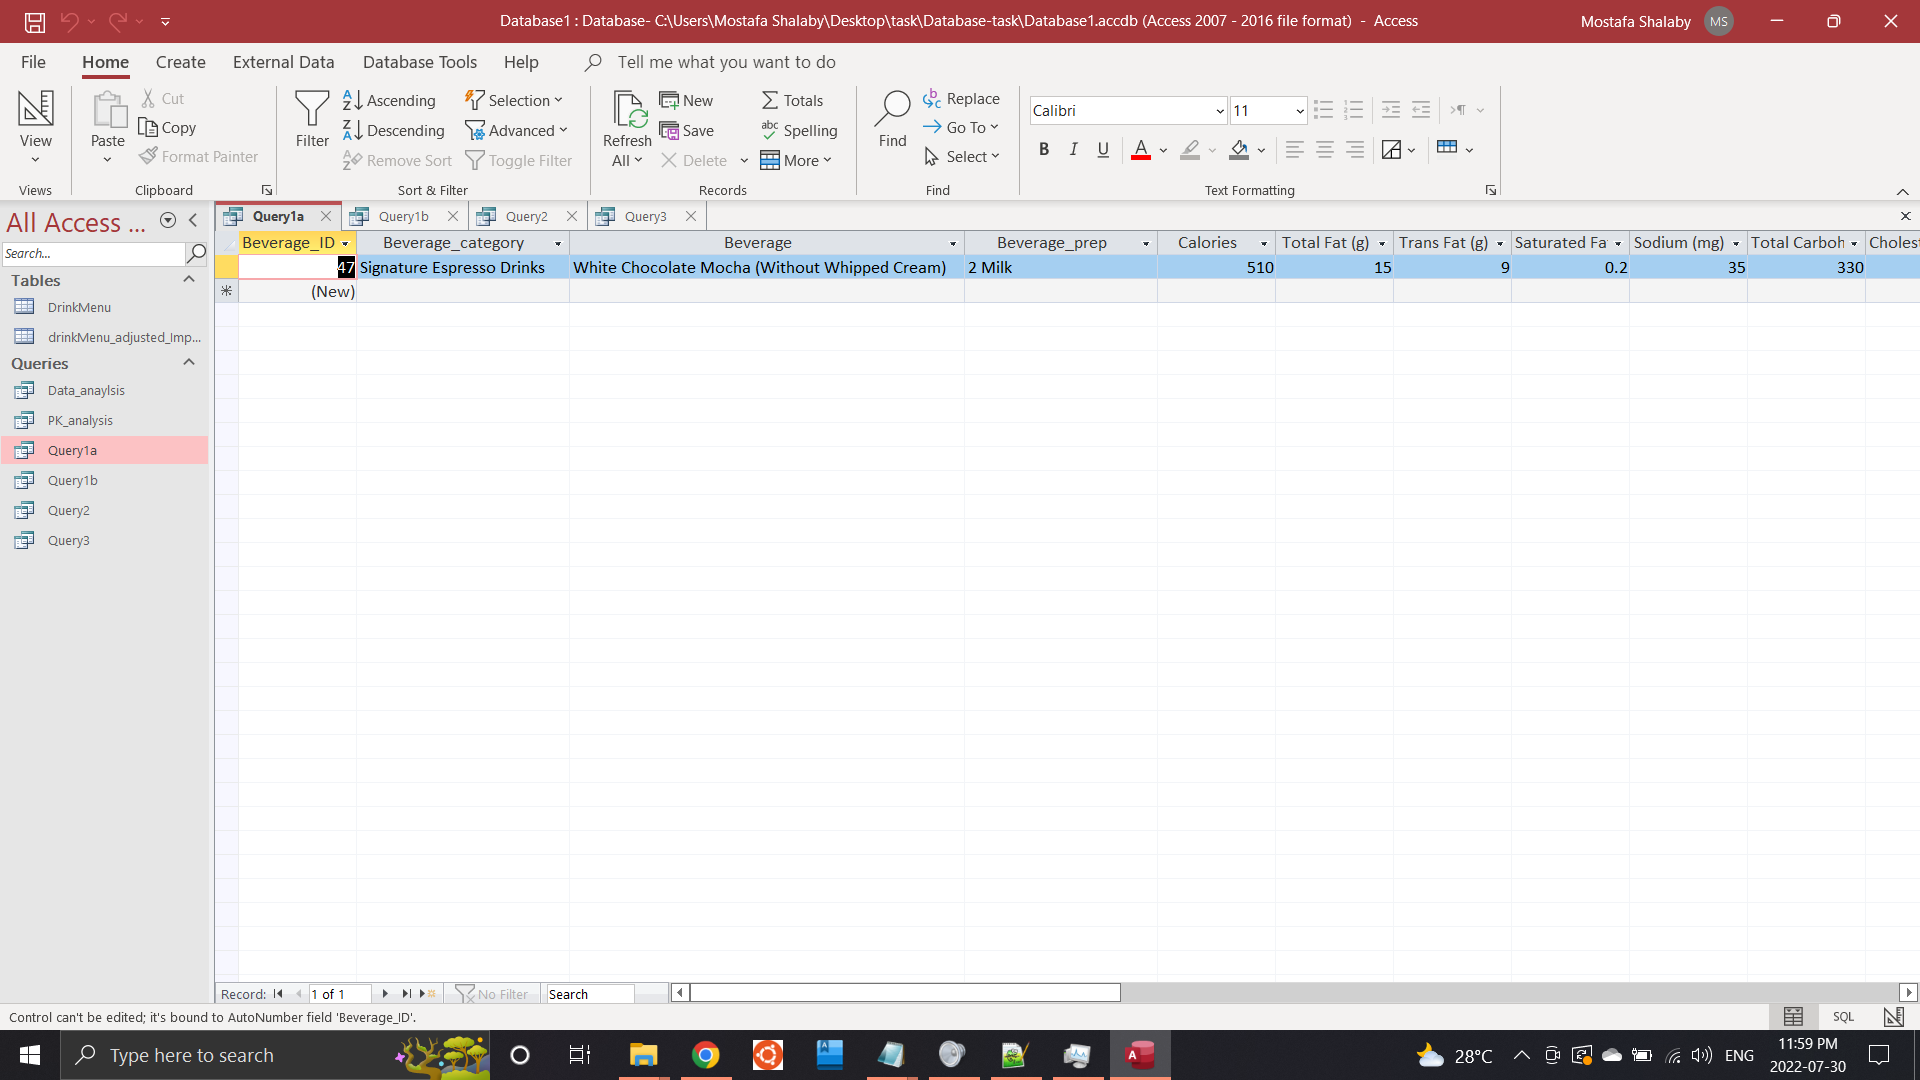 Database1 : Database- C:\Users\Mostafa Shalaby\Desktop\task\Database-task\Database1.accdb (Access 2007 - 2016 file format) - Access
Mostafa Shalaby
MS
File Home Create External Data Database Tools Help Tell me what you want to do
View
Views
Paste
Cut
Copy
Format Painter
Clipboard
Filter
Ascending
Descending
Remove Sort
Selection
Advanced
Toggle Filter
Sort & Filter
Refresh
All
New
Save
Delete
Totals
Spelling
More
Records
Find
Replace
Go To
Select
Find
Calibri 11
B I U A
Text Formatting
All Access ...
Search...
Tables
DrinkMenu
drinkMenu_adjusted_Imp...
Queries
Data_anaylsis
PK_analysis
Query1a
Query1b
Query2
Query3
Query1a Query1b Query2 Query3
Beverage_ID Beverage_category Beverage Beverage_prep Calories Total Fat (g) Trans Fat (g) Saturated Fa Sodium (mg) Total Carboh Cholest
47 Signature Espresso Drinks White Chocolate Mocha (Without Whipped Cream) 2 Milk 510 15 9 0.2 35 330
(New)
Record: 1 of 1 No Filter Search
Control can't be edited; it's bound to AutoNumber field 'Beverage_ID'.
SQL
Type here to search
28°C
ENG
11:59 PM
2022-07-30